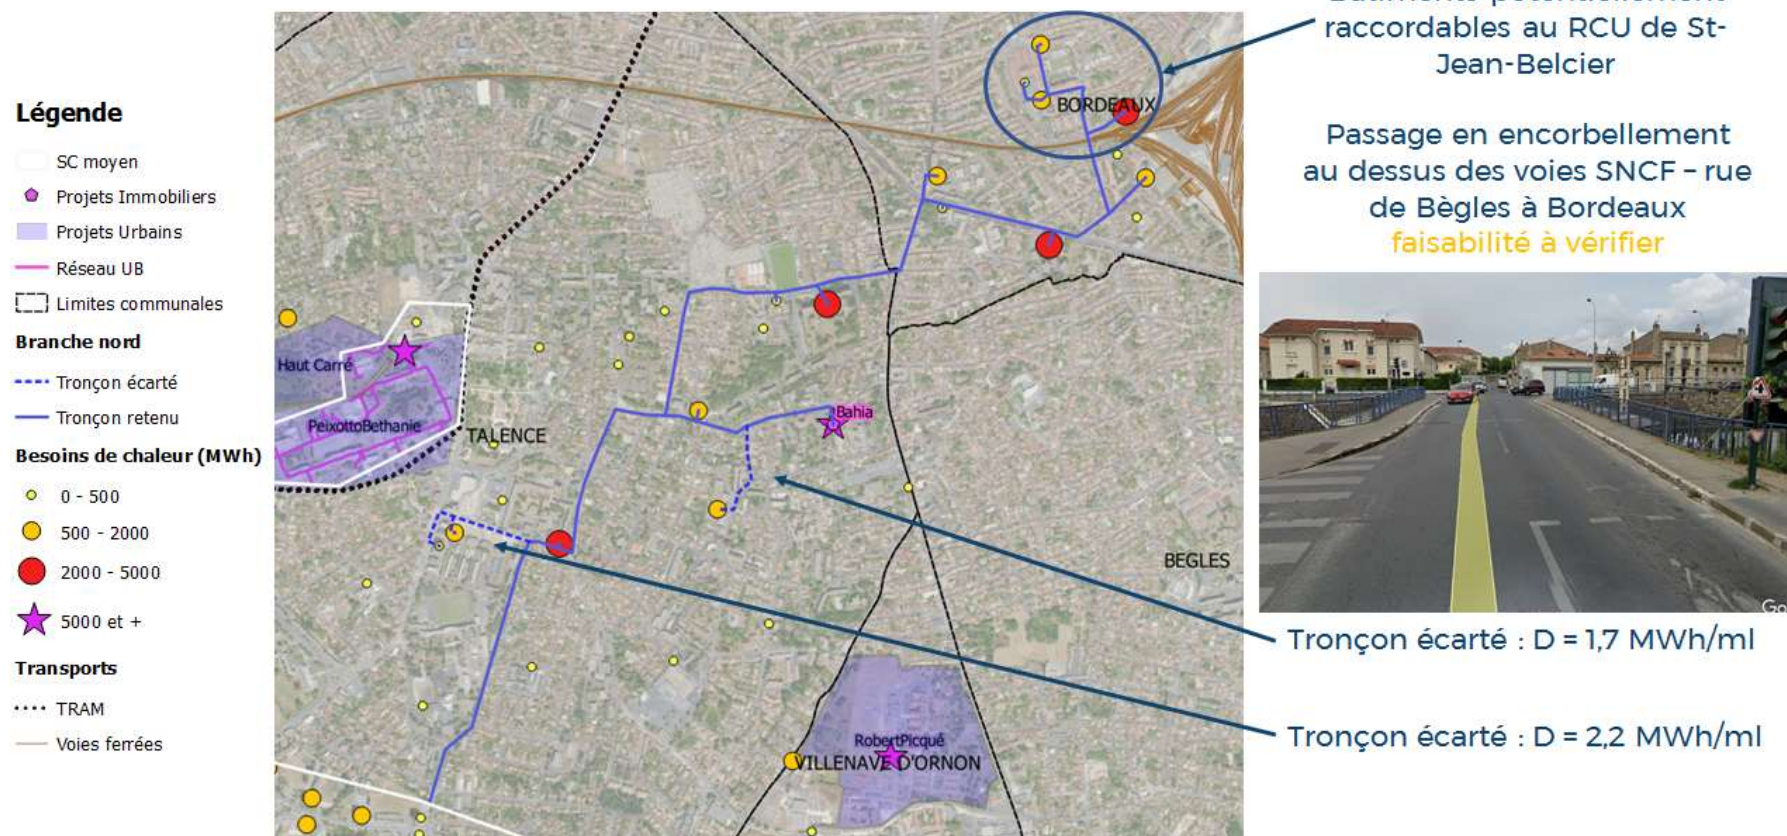 Légende
SC moyen
Projets Immobiliers
Projets Urbains
Réseau UB
Limites communales
Branche nord
Tronçon écarté
Tronçon retenu
Besoins de chaleur (MWh)
0 - 500
500 - 2000
2000 - 5000
5000 et +
Transports
TRAM
Voies ferrées
BORDEAUX
Haut Carré
PeixottoBethanie
TALENCE
Bahia
BEGLES
RobertPicqué
VILLENAVE D'ORNON
Bâtiments potentiellement
raccordables au RCU de St-
Jean-Belcier
Passage en encorbellement
au dessus des voies SNCF – rue
de Bègles à Bordeaux
faisabilité à vérifier
Go
Tronçon écarté : D = 1,7 MWh/ml
Tronçon écarté : D = 2,2 MWh/ml